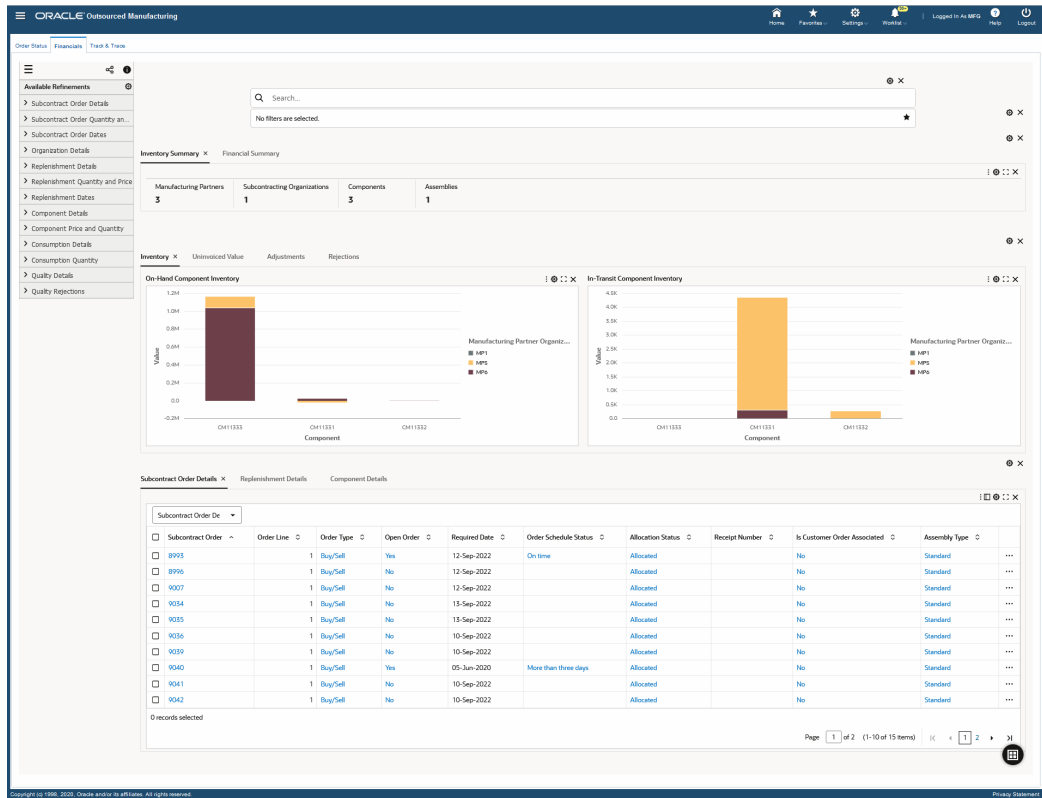 ORACLE Outsourced Manufacturing
Home Favorites Settings Worklist Logged In As MFG Help Logout
Order Status Financials Track & Trace
Available Refinements
Subcontract Order Details
Subcontract Order Quantity an...
Subcontract Order Dates
Organization Details
Replenishment Details
Replenishment Quantity and Price
Replenishment Dates
Component Details
Component Price and Quantity
Consumption Details
Consumption Quantity
Quality Details
Quality Rejections
Search...
No filters are selected.
Inventory Summary Financial Summary
Manufacturing Partners Subcontracting Organizations Components Assemblies
3 1 3 1
Inventory Uninvoiced Value Adjustments Rejections
On-Hand Component Inventory
1.2M
1.0M
0.8M
0.6M
0.4M
0.2M
0.0
-0.2M
Value
CM11333 CM11331 CM11332
Component
Manufacturing Partner Organiz...
MP1
MP5
MP6
In-Transit Component Inventory
4.5K
4.0K
3.5K
3.0K
2.5K
2.0K
1.5K
1.0K
0.5K
0.0
Value
CM11333 CM11331 CM11332
Component
Manufacturing Partner Organiz...
MP1
MP5
MP6
Subcontract Order Details Replenishment Details Component Details
Subcontract Order De
Subcontract Order Order Line Order Type Open Order Required Date Order Schedule Status Allocation Status Receipt Number Is Customer Order Associated Assembly Type
8993 1 Buy/Sell Yes 12-Sep-2022 On time Allocated No Standard
8996 1 Buy/Sell No 12-Sep-2022 Allocated No Standard
9007 1 Buy/Sell No 12-Sep-2022 Allocated No Standard
9034 1 Buy/Sell No 13-Sep-2022 Allocated No Standard
9035 1 Buy/Sell No 13-Sep-2022 Allocated No Standard
9036 1 Buy/Sell No 10-Sep-2022 Allocated No Standard
9039 1 Buy/Sell No 10-Sep-2022 Allocated No Standard
9040 1 Buy/Sell Yes 05-Jun-2020 More than three days Allocated No Standard
9041 1 Buy/Sell No 10-Sep-2022 Allocated No Standard
9042 1 Buy/Sell No 10-Sep-2022 Allocated No Standard
0 records selected
Page 1 of 2 (1-10 of 15 items) 1 2
Copyright (c) 1998, 2020, Oracle and/or its affiliates. All rights reserved. Privacy Statement